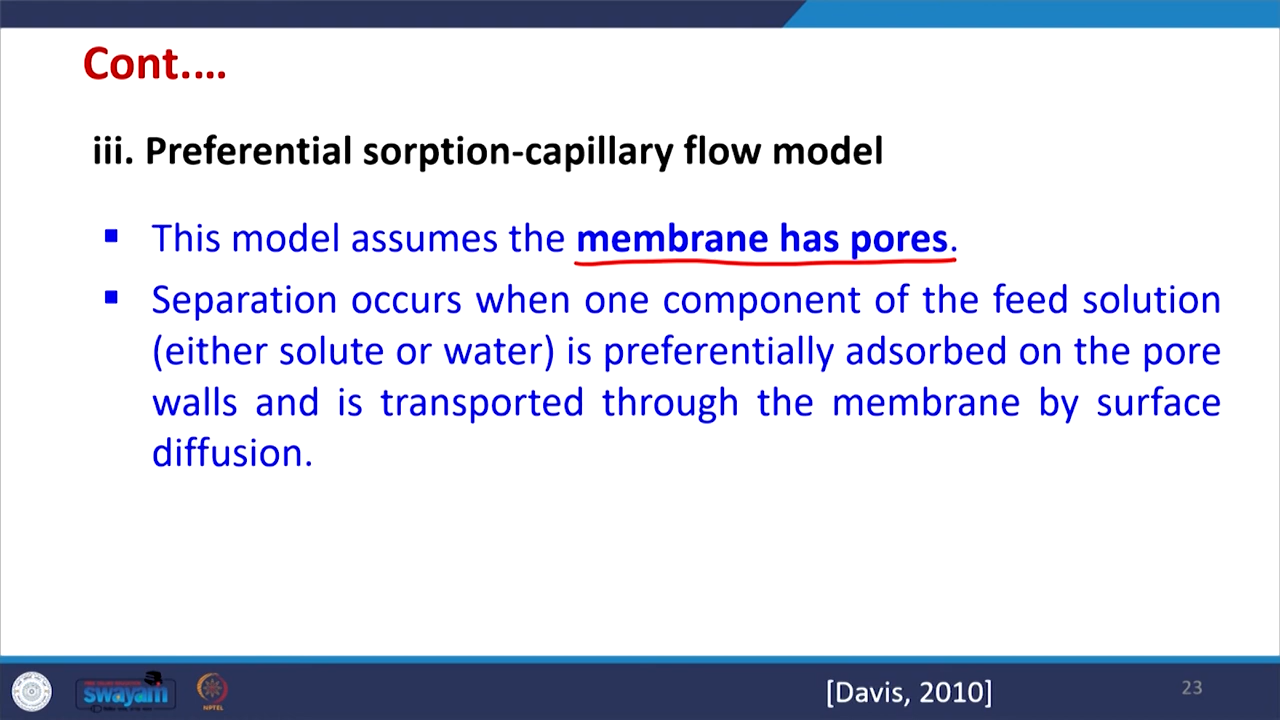 Cont....
iii. Preferential sorption-capillary flow model
▪ This model assumes the membrane has pores.
▪ Separation occurs when one component of the feed solution
(either solute or water) is preferentially adsorbed on the pore
walls and is transported through the membrane by surface
diffusion.
swayam
NPTEL
[Davis, 2010]
23